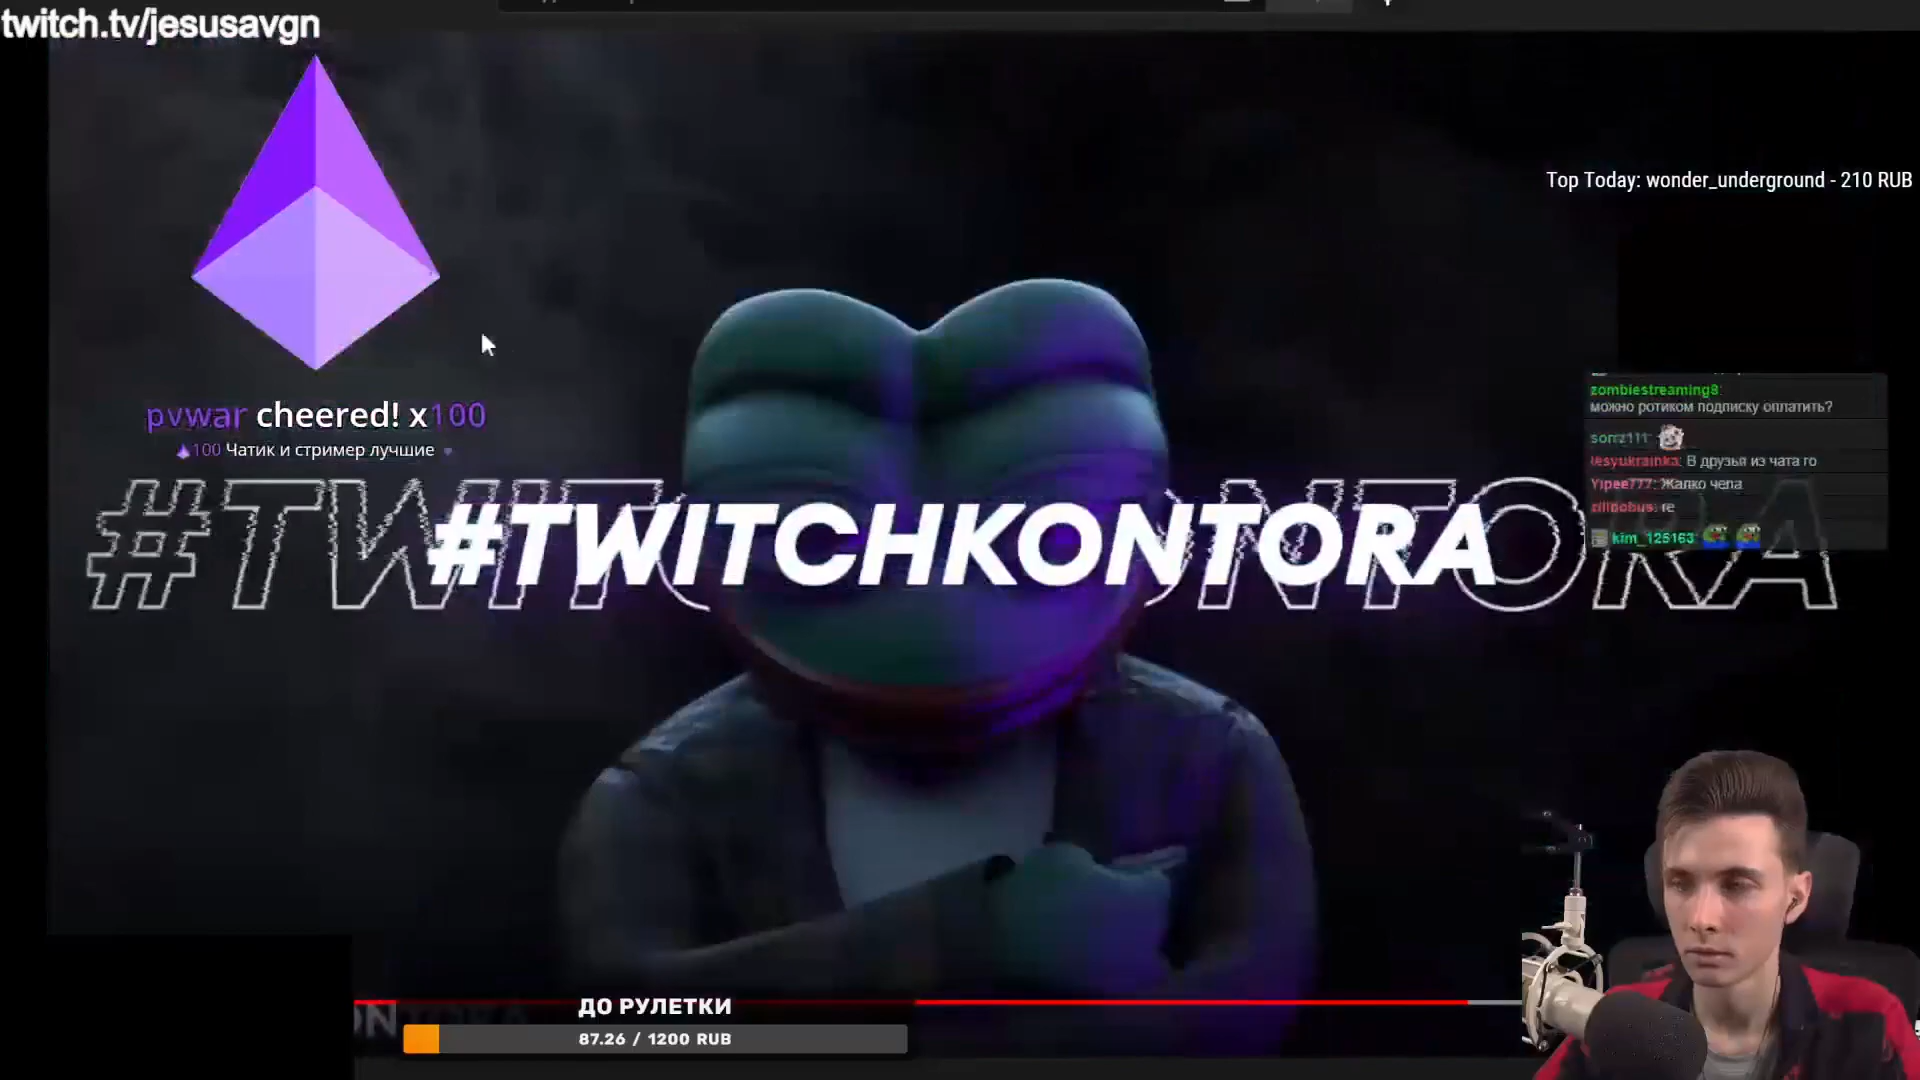 twitch.tv/jesusavgn
Top Today: wonder_underground - 210 RUB
zombiestreaming8:
можно ротиком подписку оплатить?
pvwar cheered! x100
100 Чатик и стример лучшие
lesyukrainka: В друзья из чата го
Yipee777: Жалко чела
re
kim_125163:
#TWITCHKONTORA
ДО РУЛЕТКИ
87.26 / 1200 RUB